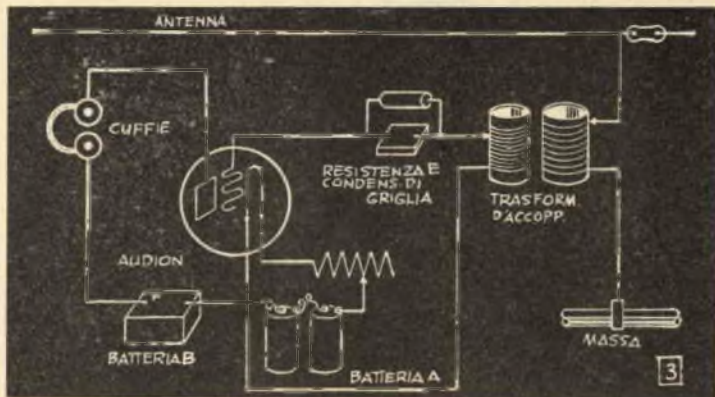 ANTENNA
CUFFIE
RESISTENZA E
CONDENS. DI
GRIGLIA
TRASFORM.
D'ACCOPP.
AUDION
BATTERIA B
BATTERIA A
MASSA
3